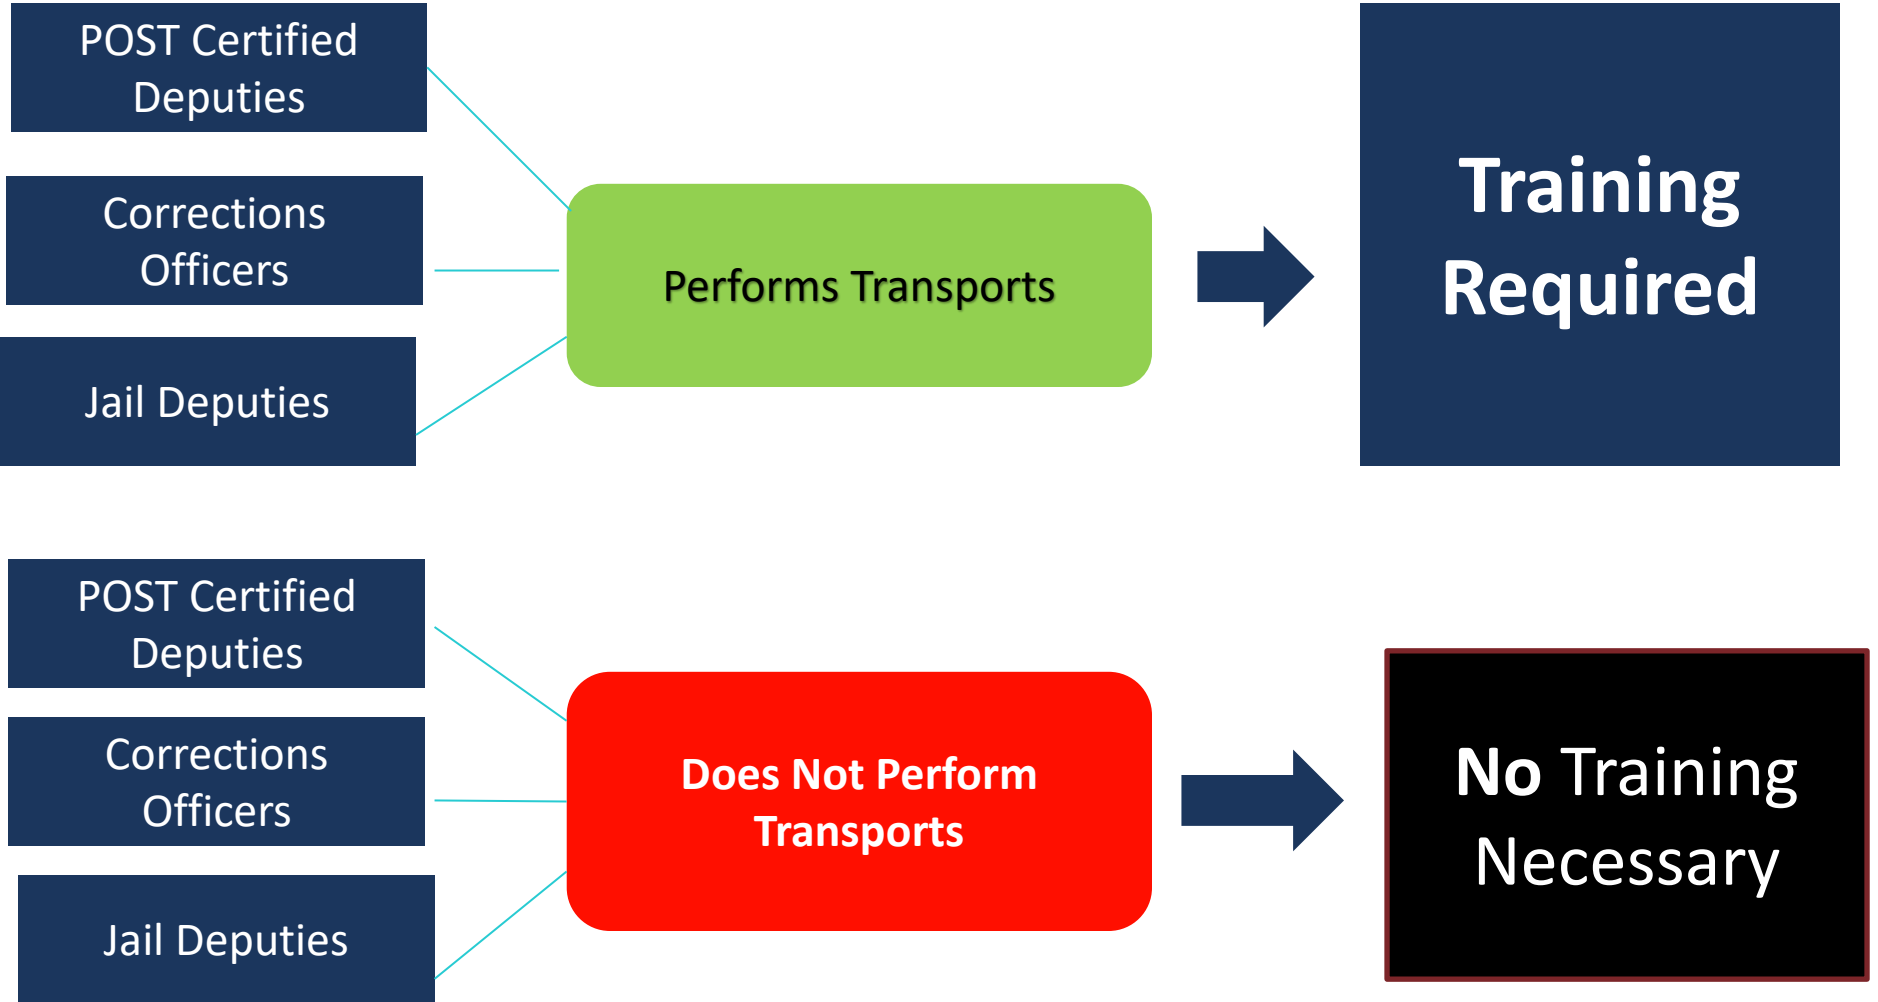 POST Certified
Deputies
Corrections
Officers
Jail Deputies
Performs Transports
Training
Required
POST Certified
Deputies
Corrections
Officers
Jail Deputies
Does Not Perform
Transports
No Training
Necessary